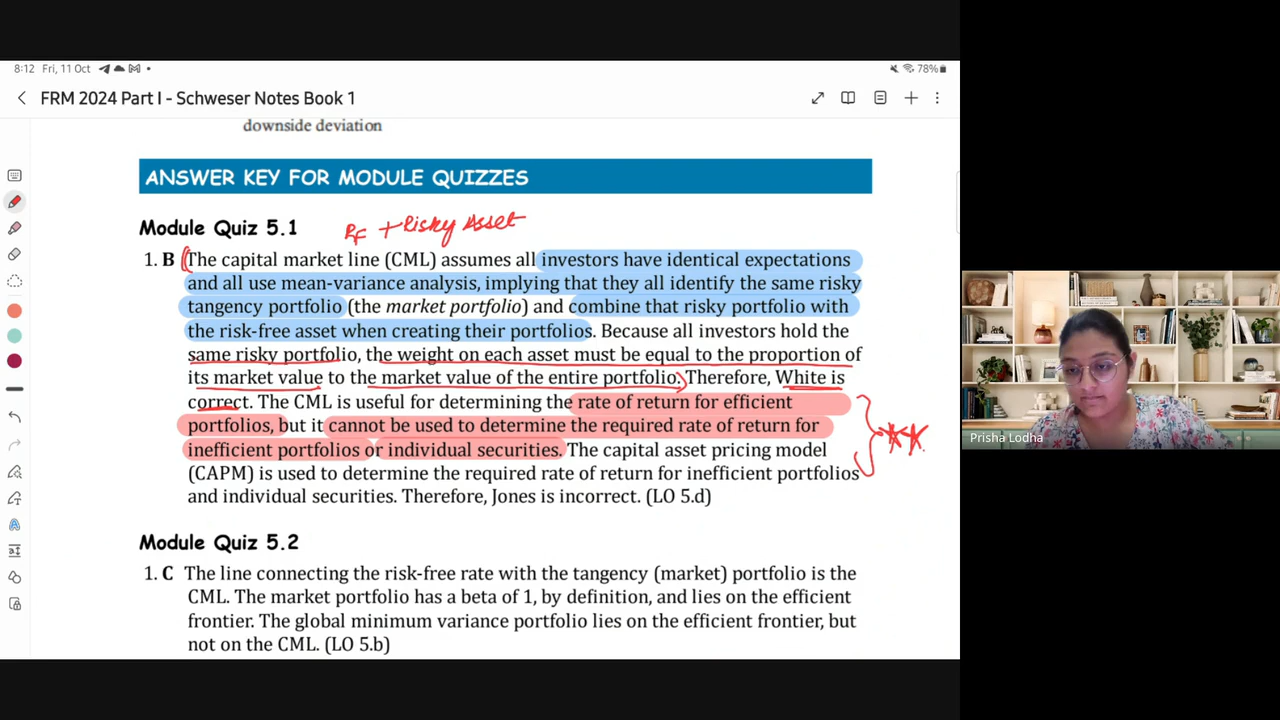 8:12 Fri, 11 Oct
78%
FRM 2024 Part I - Schweser Notes Book 1
downside deviation
ANSWER KEY FOR MODULE QUIZZES
Module Quiz 5.1
RF + Risky Asset
1. B The capital market line (CML) assumes all investors have identical expectations
and all use mean-variance analysis, implying that they all identify the same risky
tangency portfolio (the market portfolio) and combine that risky portfolio with
the risk-free asset when creating their portfolios. Because all investors hold the
same risky portfolio, the weight on each asset must be equal to the proportion of
its market value to the market value of the entire portfolio. Therefore, White is
correct. The CML is useful for determining the rate of return for efficient
portfolios, but it cannot be used to determine the required rate of return for
inefficient portfolios or individual securities. The capital asset pricing model
(CAPM) is used to determine the required rate of return for inefficient portfolios
and individual securities. Therefore, Jones is incorrect. (LO 5.d)
Module Quiz 5.2
1. C The line connecting the risk-free rate with the tangency (market) portfolio is the
CML. The market portfolio has a beta of 1, by definition, and lies on the efficient
frontier. The global minimum variance portfolio lies on the efficient frontier, but
not on the CML. (LO 5.b)
Prisha Lodha